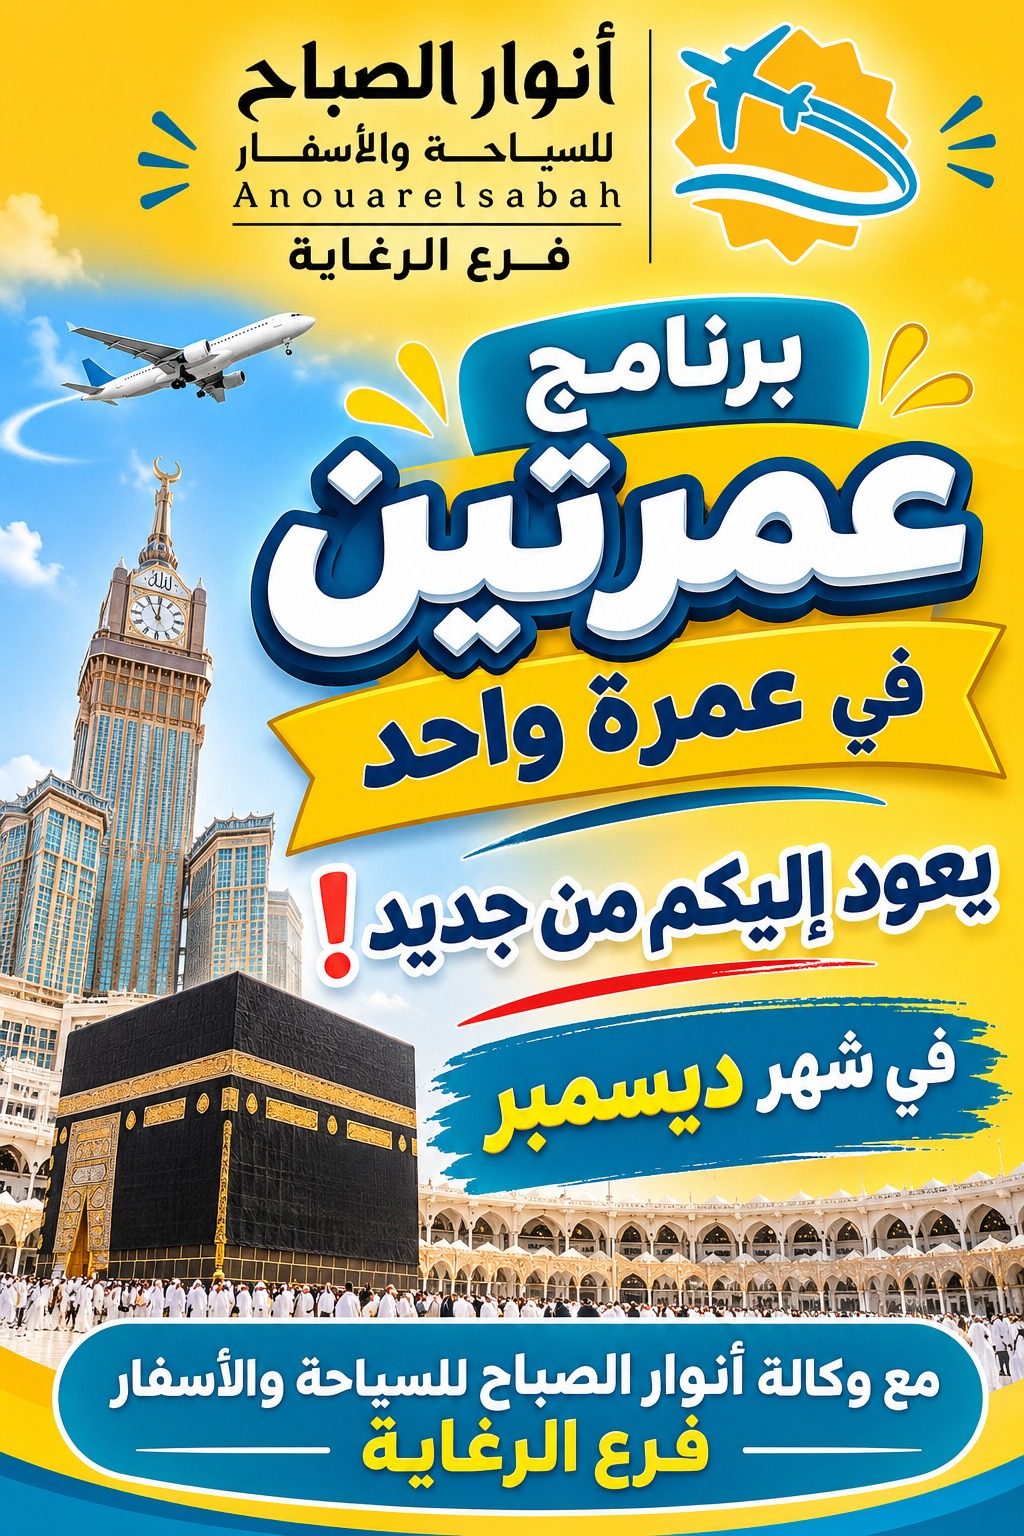 أنوار الصباح
للسياحة والأسفار
Anouarelsabah
فرع الرغاية
برنامج
عمرتين
في عمرة واحد
يعود إليكم من جديد!
في شهر ديسمبر
الله
مع وكالة أنوار الصباح للسياحة والأسفار
فرع الرغاية